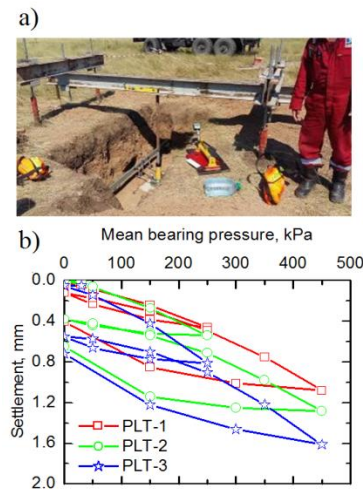 a)
b)
Mean bearing pressure, kPa
0 100 200 300 400 500
0.0
0.4
0.8
1.2
1.6
2.0
Settlement, mm
PLT-1
PLT-2
PLT-3